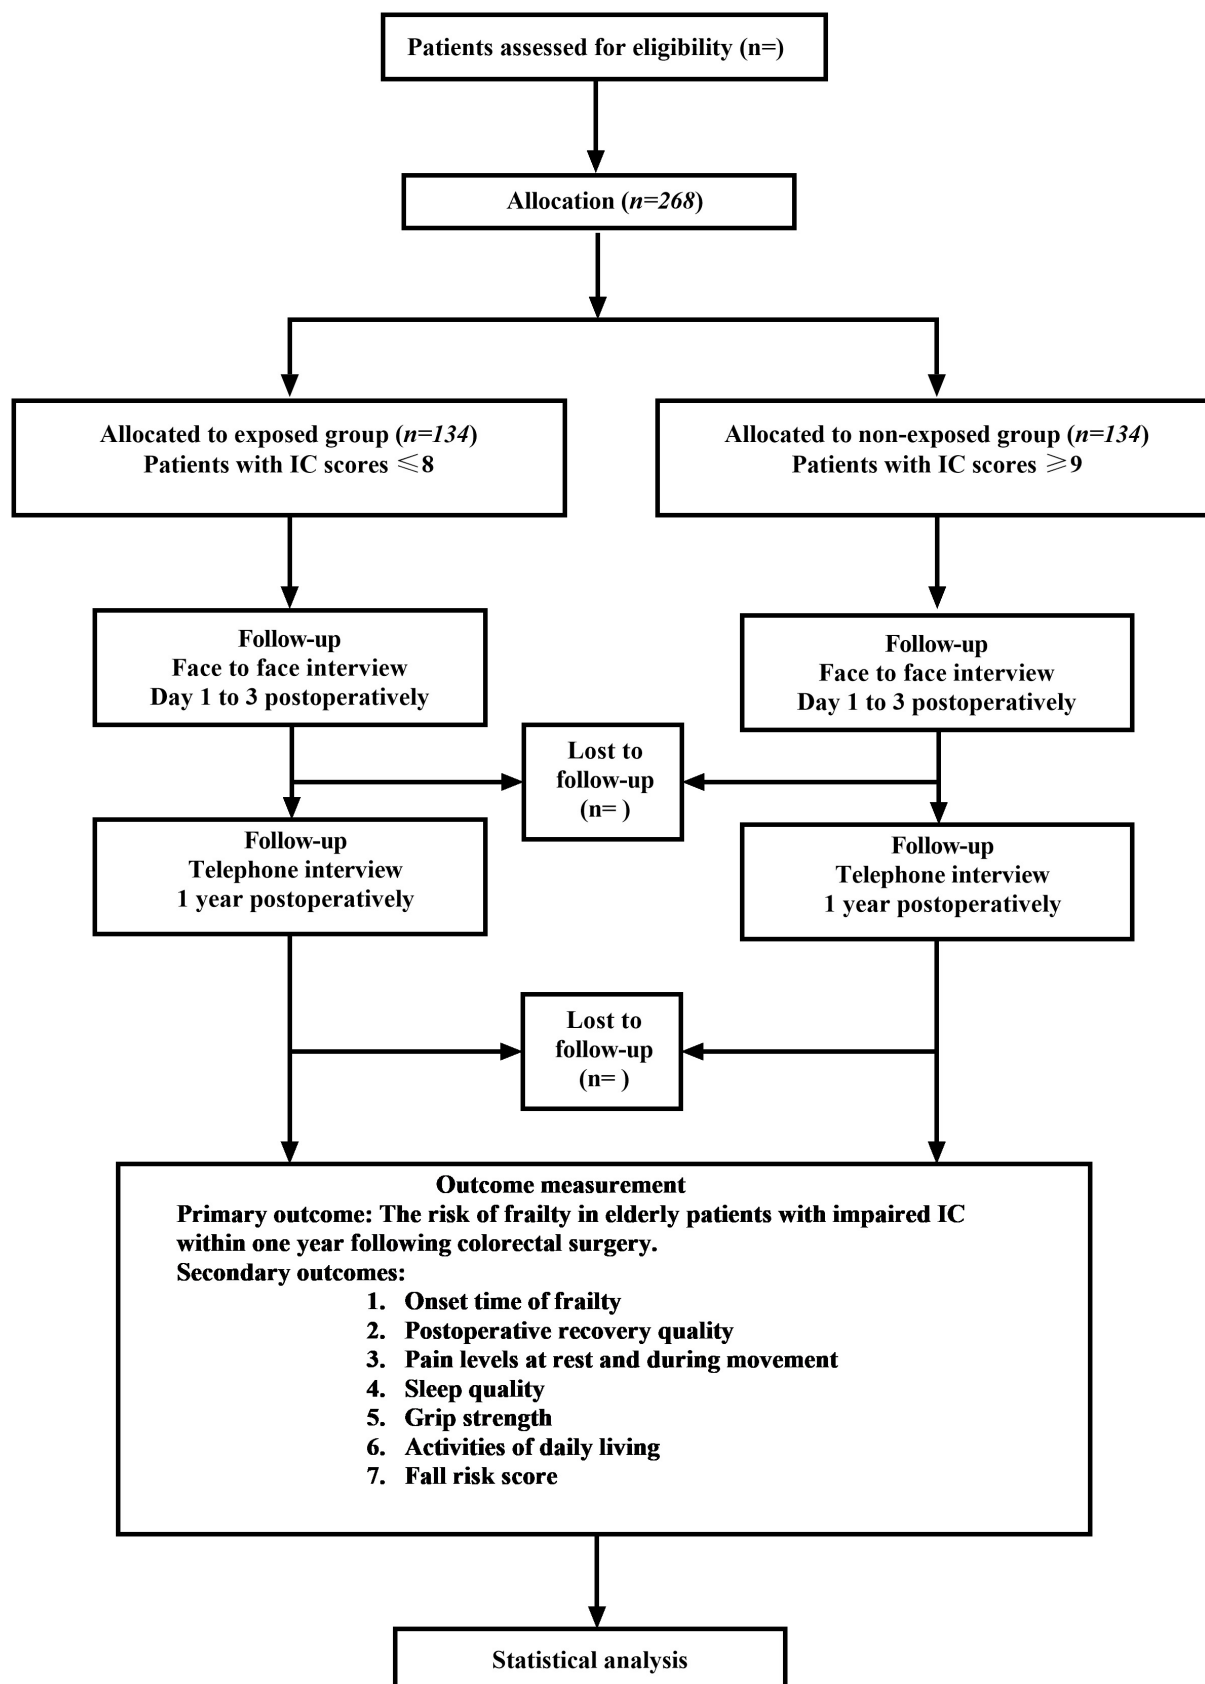 Patients assessed for eligibility (n=)
Allocation (n=268)
Allocated to exposed group (n=134)
Patients with IC scores ≤8
Allocated to non-exposed group (n=134)
Patients with IC scores ≥9
Follow-up
Face to face interview
Day 1 to 3 postoperatively
Follow-up
Face to face interview
Day 1 to 3 postoperatively
Lost to
follow-up
(n= )
Follow-up
Telephone interview
1 year postoperatively
Follow-up
Telephone interview
1 year postoperatively
Lost to
follow-up
(n= )
Outcome measurement
Primary outcome: The risk of frailty in elderly patients with impaired IC
within one year following colorectal surgery.
Secondary outcomes:
1. Onset time of frailty
2. Postoperative recovery quality
3. Pain levels at rest and during movement
4. Sleep quality
5. Grip strength
6. Activities of daily living
7. Fall risk score
Statistical analysis